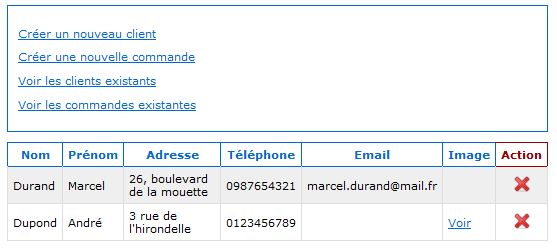 Créer un nouveau client
Créer une nouvelle commande
Voir les clients existants
Voir les commandes existantes
Nom Prénom Adresse Téléphone Email Image Action
Durand Marcel 26, boulevard de la mouette 0987654321 marcel.durand@mail.fr
Dupond André 3 rue de l'hirondelle 0123456789 Voir